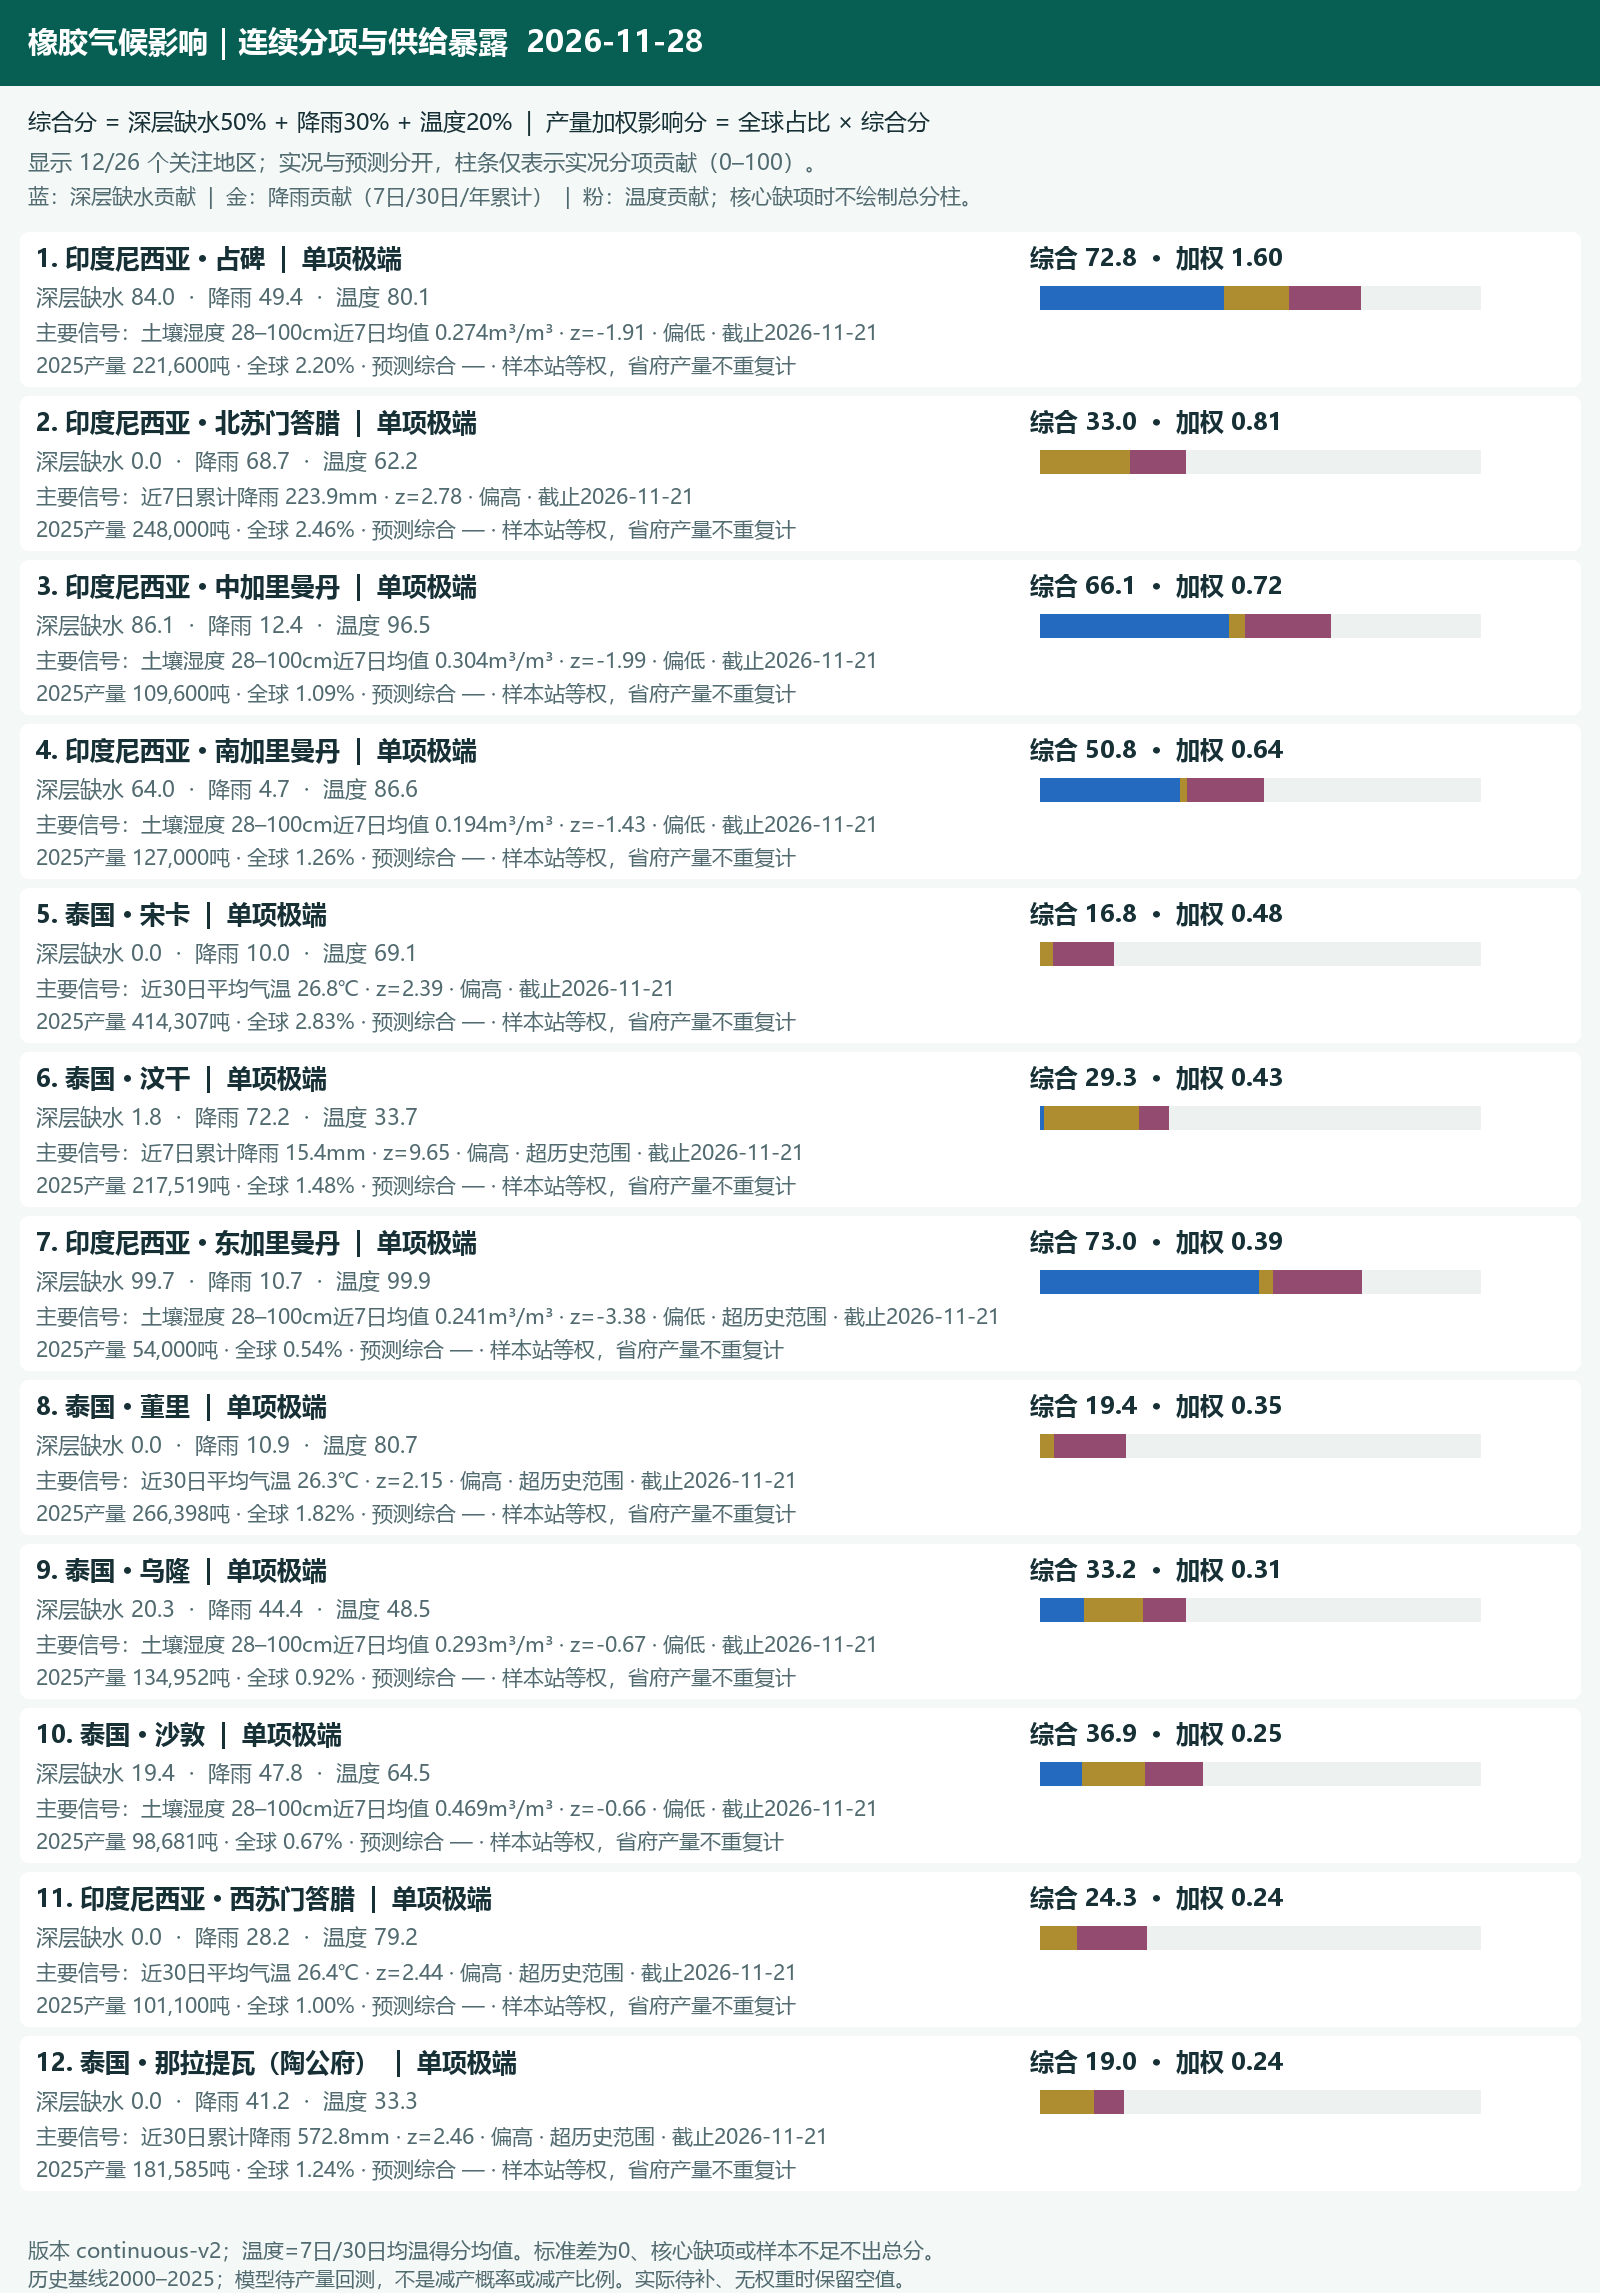 橡胶气候影响｜连续分项与供给暴露 2026-11-28
综合分 = 深层缺水50% + 降雨30% + 温度20% ｜ 产量加权影响分 = 全球占比 × 综合分
显示 12/26 个关注地区；实况与预测分开，柱条仅表示实况分项贡献（0–100）。
蓝：深层缺水贡献 ｜ 金：降雨贡献（7日/30日/年累计） ｜ 粉：温度贡献；核心缺项时不绘制总分柱。
1. 印度尼西亚 • 占碑 ｜ 单项极端
综合 72.8 • 加权 1.60
深层缺水 84.0 · 降雨 49.4 · 温度 80.1
主要信号：土壤湿度 28–100cm近7日均值 0.274m³/m³ · z=-1.91 · 偏低 · 截止2026-11-21
2025产量 221,600吨 · 全球 2.20% · 预测综合 — · 样本站等权，省府产量不重复计
2. 印度尼西亚 • 北苏门答腊 ｜ 单项极端
综合 33.0 • 加权 0.81
深层缺水 0.0 · 降雨 68.7 · 温度 62.2
主要信号：近7日累计降雨 223.9mm · z=2.78 · 偏高 · 截止2026-11-21
2025产量 248,000吨 · 全球 2.46% · 预测综合 — · 样本站等权，省府产量不重复计
3. 印度尼西亚 • 中加里曼丹 ｜ 单项极端
综合 66.1 • 加权 0.72
深层缺水 86.1 · 降雨 12.4 · 温度 96.5
主要信号：土壤湿度 28–100cm近7日均值 0.304m³/m³ · z=-1.99 · 偏低 · 截止2026-11-21
2025产量 109,600吨 · 全球 1.09% · 预测综合 — · 样本站等权，省府产量不重复计
4. 印度尼西亚 • 南加里曼丹 ｜ 单项极端
综合 50.8 • 加权 0.64
深层缺水 64.0 · 降雨 4.7 · 温度 86.6
主要信号：土壤湿度 28–100cm近7日均值 0.194m³/m³ · z=-1.43 · 偏低 · 截止2026-11-21
2025产量 127,000吨 · 全球 1.26% · 预测综合 — · 样本站等权，省府产量不重复计
5. 泰国 • 宋卡 ｜ 单项极端
综合 16.8 • 加权 0.48
深层缺水 0.0 · 降雨 10.0 · 温度 69.1
主要信号：近30日平均气温 26.8℃ · z=2.39 · 偏高 · 截止2026-11-21
2025产量 414,307吨 · 全球 2.83% · 预测综合 — · 样本站等权，省府产量不重复计
6. 泰国 • 汶干 ｜ 单项极端
综合 29.3 • 加权 0.43
深层缺水 1.8 · 降雨 72.2 · 温度 33.7
主要信号：近7日累计降雨 15.4mm · z=9.65 · 偏高 · 超历史范围 · 截止2026-11-21
2025产量 217,519吨 · 全球 1.48% · 预测综合 — · 样本站等权，省府产量不重复计
7. 印度尼西亚 • 东加里曼丹 ｜ 单项极端
综合 73.0 • 加权 0.39
深层缺水 99.7 · 降雨 10.7 · 温度 99.9
主要信号：土壤湿度 28–100cm近7日均值 0.241m³/m³ · z=-3.38 · 偏低 · 超历史范围 · 截止2026-11-21
2025产量 54,000吨 · 全球 0.54% · 预测综合 — · 样本站等权，省府产量不重复计
8. 泰国 • 董里 ｜ 单项极端
综合 19.4 • 加权 0.35
深层缺水 0.0 · 降雨 10.9 · 温度 80.7
主要信号：近30日平均气温 26.3℃ · z=2.15 · 偏高 · 超历史范围 · 截止2026-11-21
2025产量 266,398吨 · 全球 1.82% · 预测综合 — · 样本站等权，省府产量不重复计
9. 泰国 • 乌隆 ｜ 单项极端
综合 33.2 • 加权 0.31
深层缺水 20.3 · 降雨 44.4 · 温度 48.5
主要信号：土壤湿度 28–100cm近7日均值 0.293m³/m³ · z=-0.67 · 偏低 · 截止2026-11-21
2025产量 134,952吨 · 全球 0.92% · 预测综合 — · 样本站等权，省府产量不重复计
10. 泰国 • 沙敦 ｜ 单项极端
综合 36.9 • 加权 0.25
深层缺水 19.4 · 降雨 47.8 · 温度 64.5
主要信号：土壤湿度 28–100cm近7日均值 0.469m³/m³ · z=-0.66 · 偏低 · 截止2026-11-21
2025产量 98,681吨 · 全球 0.67% · 预测综合 — · 样本站等权，省府产量不重复计
11. 印度尼西亚 • 西苏门答腊 ｜ 单项极端
综合 24.3 • 加权 0.24
深层缺水 0.0 · 降雨 28.2 · 温度 79.2
主要信号：近30日平均气温 26.4℃ · z=2.44 · 偏高 · 超历史范围 · 截止2026-11-21
2025产量 101,100吨 · 全球 1.00% · 预测综合 — · 样本站等权，省府产量不重复计
12. 泰国 • 那拉提瓦（陶公府） ｜ 单项极端
综合 19.0 • 加权 0.24
深层缺水 0.0 · 降雨 41.2 · 温度 33.3
主要信号：近30日累计降雨 572.8mm · z=2.46 · 偏高 · 超历史范围 · 截止2026-11-21
2025产量 181,585吨 · 全球 1.24% · 预测综合 — · 样本站等权，省府产量不重复计
版本 continuous-v2；温度=7日/30日均温得分均值。标准差为0、核心缺项或样本不足不出总分。
历史基线2000–2025；模型待产量回测，不是减产概率或减产比例。实际待补、无权重时保留空值。